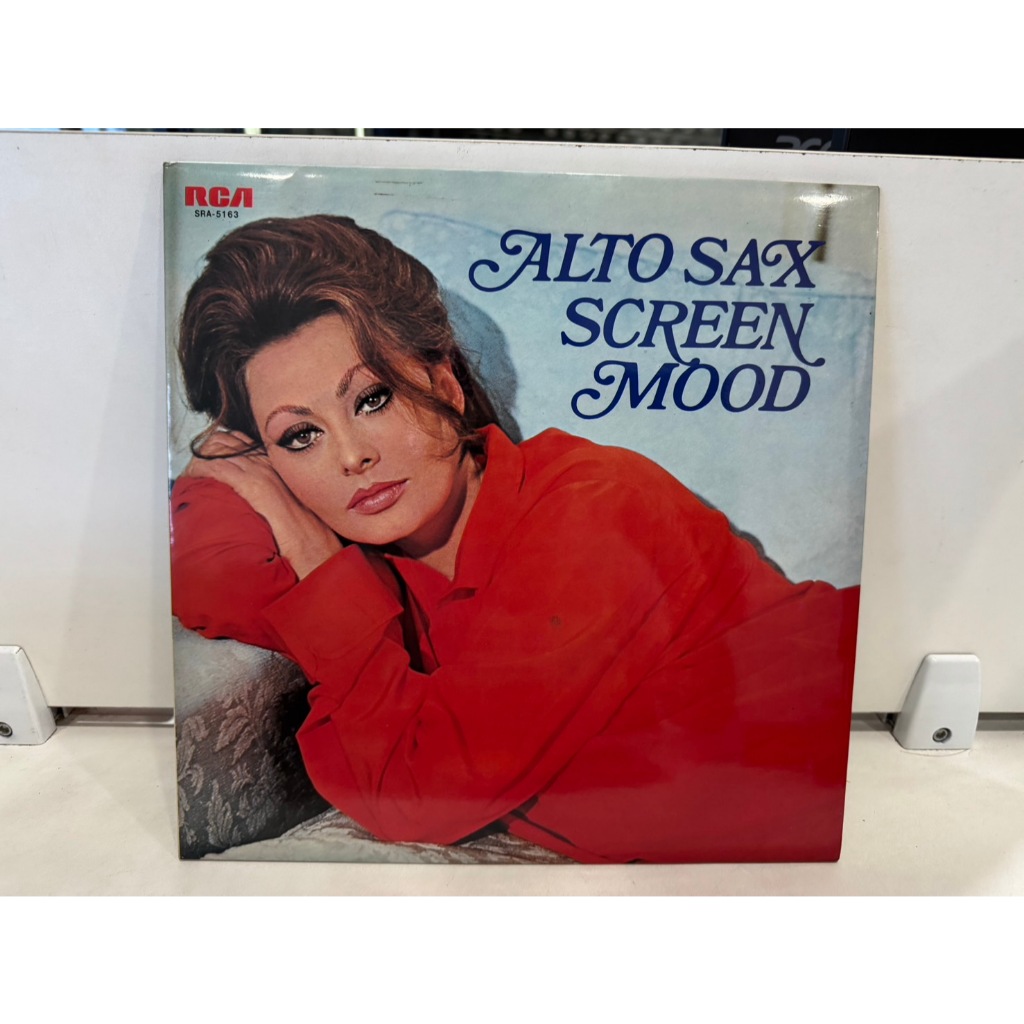 RCA
SRA-5163
ALTO SAX
SCREEN
MOOD